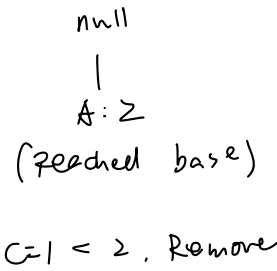 null
|
A:2
(reached base)
C=1 < 2. Remove